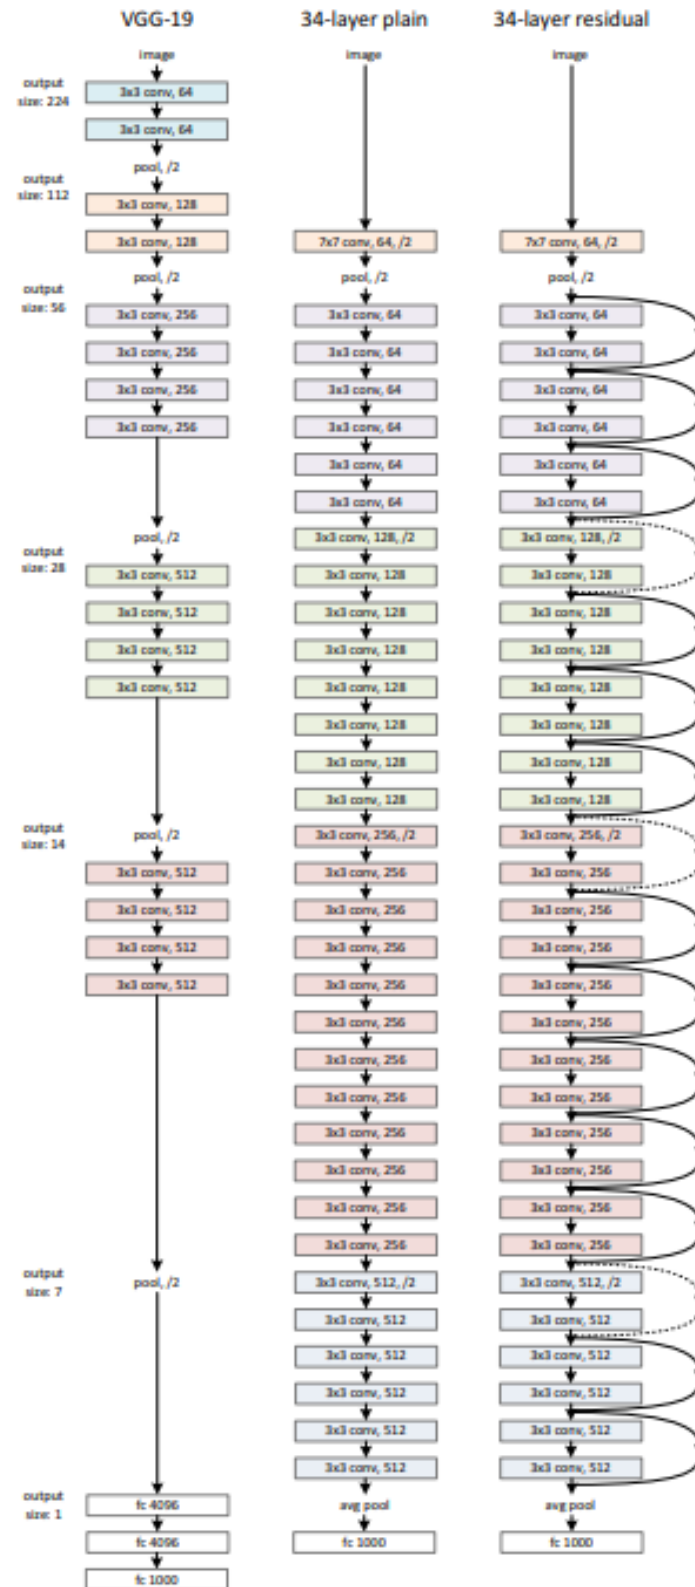 VGG-19
34-layer plain
34-layer residual
output
size: 224
output
size: 112
output
size: 56
output
size: 28
output
size: 14
output
size: 7
output
size: 1
image
3x3 conv, 64
3x3 conv, 64
pool, /2
3x3 conv, 128
3x3 conv, 128
pool, /2
3x3 conv, 256
3x3 conv, 256
3x3 conv, 256
3x3 conv, 256
pool, /2
3x3 conv, 512
3x3 conv, 512
3x3 conv, 512
3x3 conv, 512
pool, /2
3x3 conv, 512
3x3 conv, 512
3x3 conv, 512
3x3 conv, 512
pool, /2
fc 4096
fc 4096
fc 1000
image
7x7 conv, 64, /2
pool, /2
3x3 conv, 64
3x3 conv, 64
3x3 conv, 64
3x3 conv, 64
3x3 conv, 64
3x3 conv, 64
3x3 conv, 128, /2
3x3 conv, 128
3x3 conv, 128
3x3 conv, 128
3x3 conv, 128
3x3 conv, 128
3x3 conv, 128
3x3 conv, 128
3x3 conv, 256, /2
3x3 conv, 256
3x3 conv, 256
3x3 conv, 256
3x3 conv, 256
3x3 conv, 256
3x3 conv, 256
3x3 conv, 256
3x3 conv, 256
3x3 conv, 256
3x3 conv, 256
3x3 conv, 256
3x3 conv, 512, /2
3x3 conv, 512
3x3 conv, 512
3x3 conv, 512
3x3 conv, 512
3x3 conv, 512
avg pool
fc 1000
image
7x7 conv, 64, /2
pool, /2
3x3 conv, 64
3x3 conv, 64
3x3 conv, 64
3x3 conv, 64
3x3 conv, 64
3x3 conv, 64
3x3 conv, 128, /2
3x3 conv, 128
3x3 conv, 128
3x3 conv, 128
3x3 conv, 128
3x3 conv, 128
3x3 conv, 128
3x3 conv, 128
3x3 conv, 256, /2
3x3 conv, 256
3x3 conv, 256
3x3 conv, 256
3x3 conv, 256
3x3 conv, 256
3x3 conv, 256
3x3 conv, 256
3x3 conv, 256
3x3 conv, 256
3x3 conv, 256
3x3 conv, 256
3x3 conv, 512, /2
3x3 conv, 512
3x3 conv, 512
3x3 conv, 512
3x3 conv, 512
3x3 conv, 512
avg pool
fc 1000